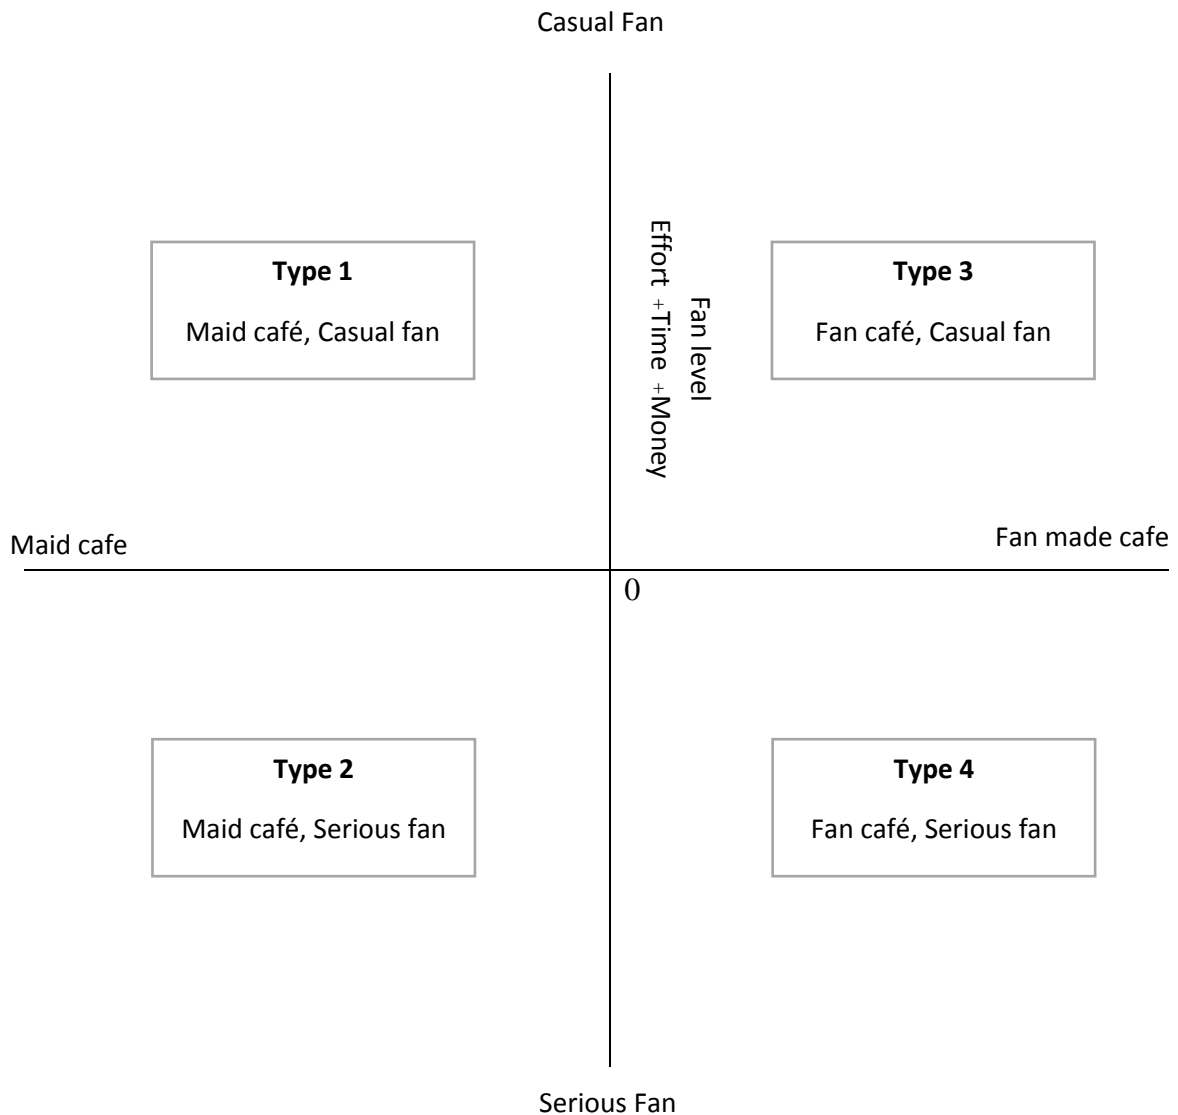 Casual Fan
Type 1
Maid café, Casual fan
Fan level
Effort +Time +Money
Type 3
Fan café, Casual fan
Maid cafe
Fan made cafe
0
Type 2
Maid café, Serious fan
Type 4
Fan café, Serious fan
Serious Fan